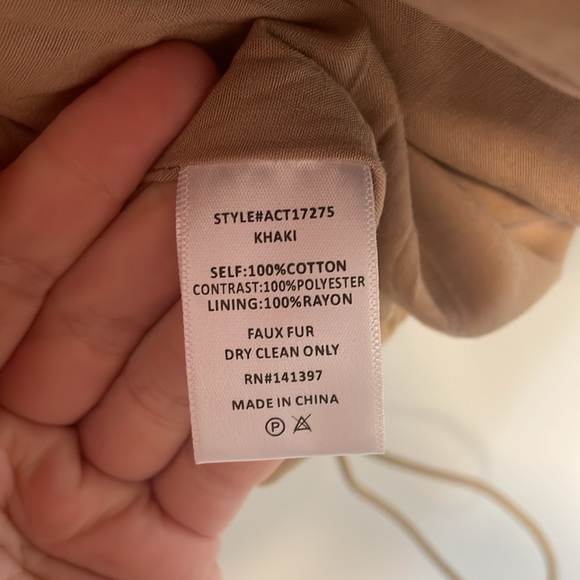 STYLE#ACT17275
KHAKI
SELF:100%COTTON
CONTRAST:100%POLYESTER
LINING:100%RAYON
FAUX FUR
DRY CLEAN ONLY
RN#141397
MADE IN CHINA
P